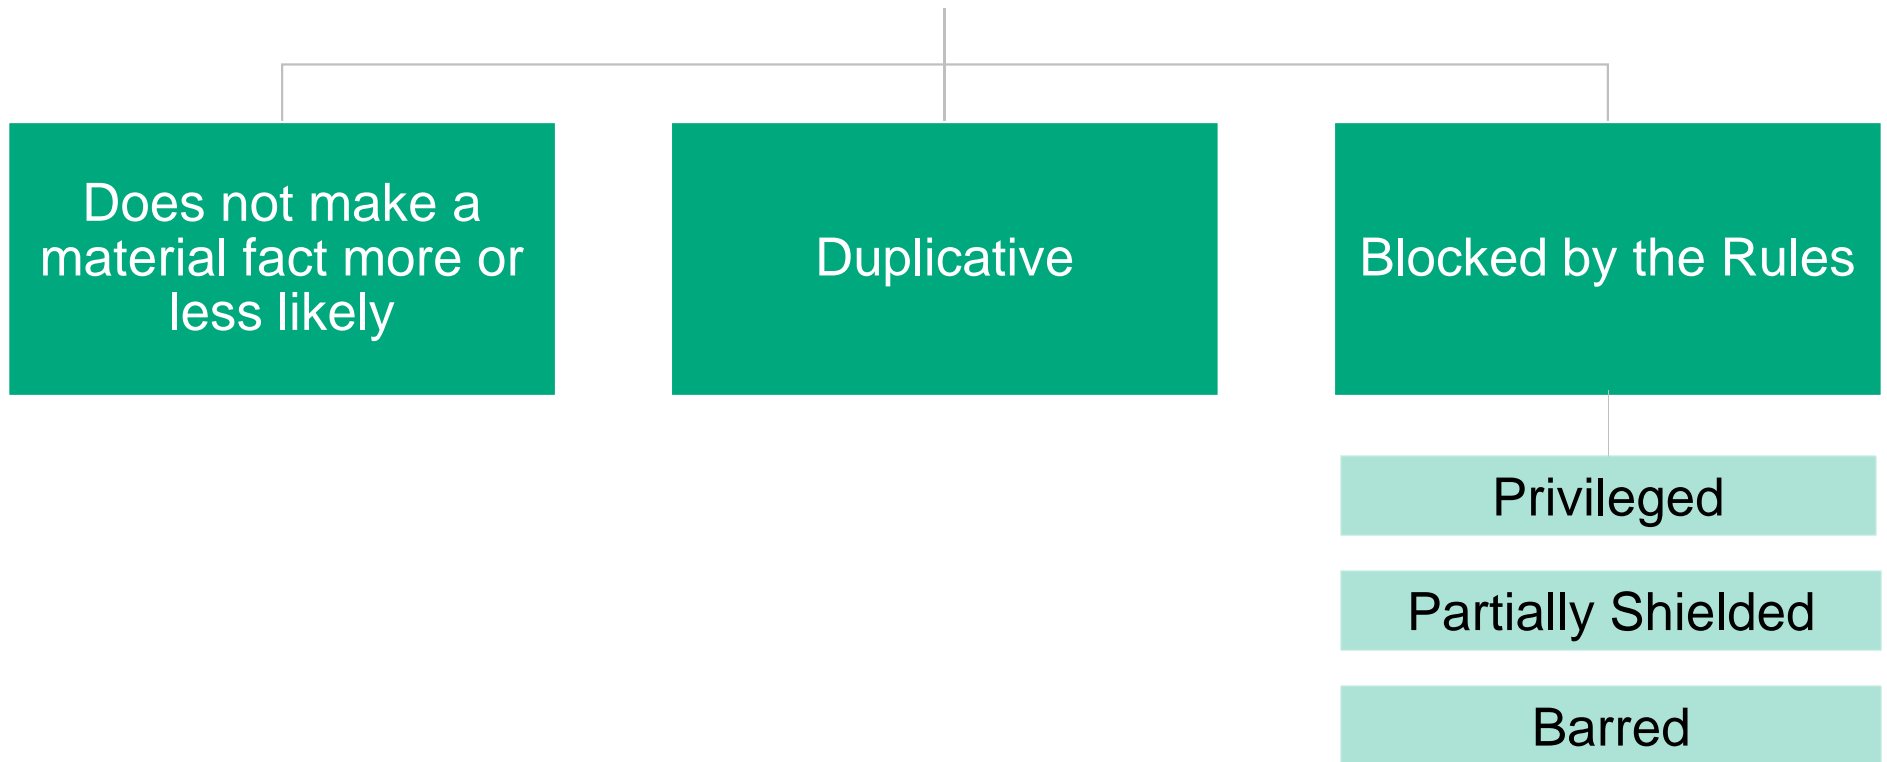 Does not make a
material fact more or
less likely
Duplicative
Blocked by the Rules
Privileged
Partially Shielded
Barred